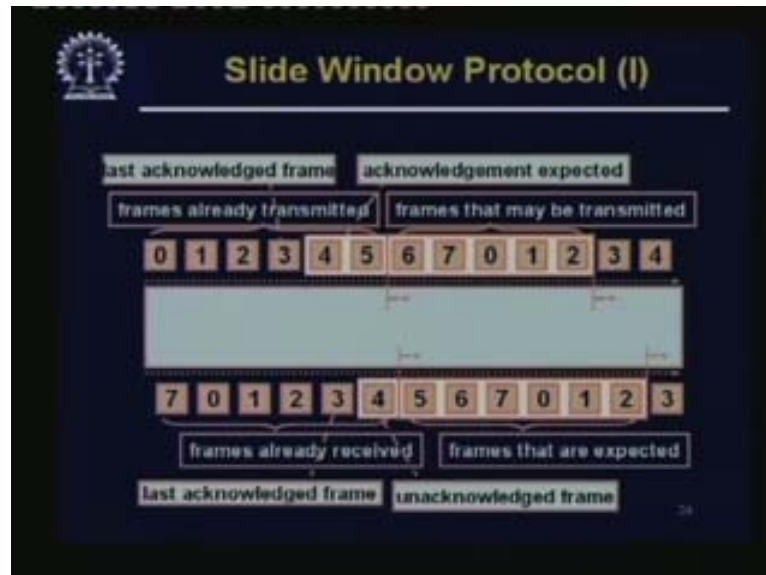 Slide Window Protocol (I)
last acknowledged frame acknowledgement expected
frames already transmitted frames that may be transmitted
0 1 2 3 4 5 6 7 0 1 2 3 4
7 0 1 2 3 4 5 6 7 0 1 2 3
frames already received frames that are expected
last acknowledged frame unacknowledged frame